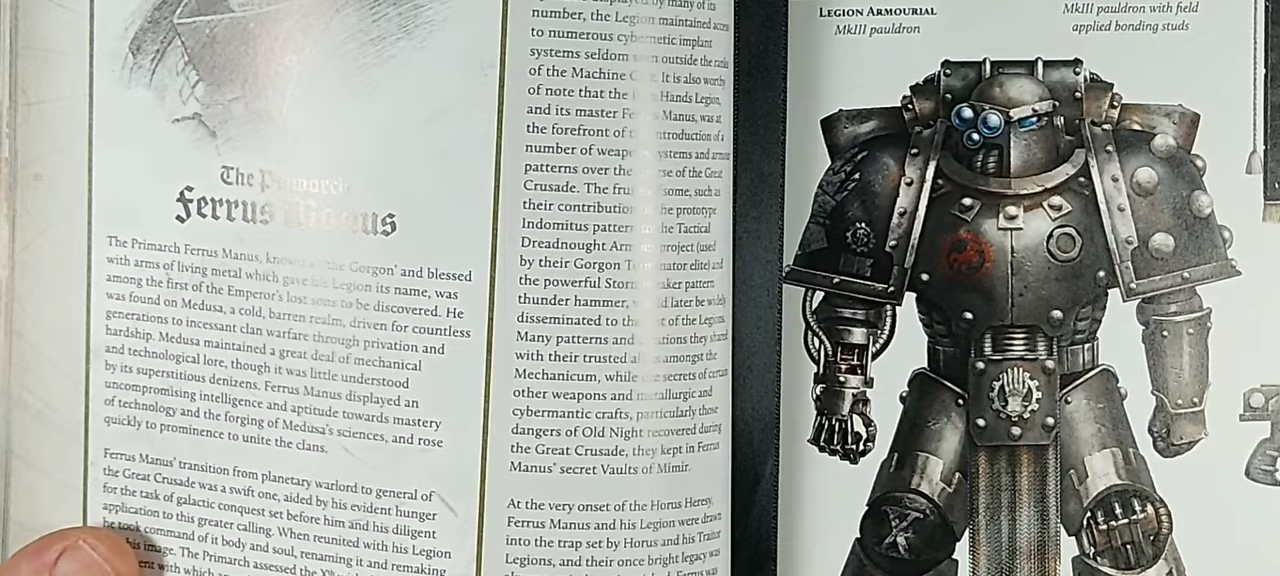 The Primarch
Ferrus Manus
The Primarch Ferrus Manus, known the Gorgon' and blessed
with arms of living metal which gave his Legion its name, was
among the first of the Emperor's lost sons to be discovered. He
was found on Medusa, a cold, barren realm, driven for countless
generations to incessant clan warfare through privation and
hardship. Medusa maintained a great deal of mechanical
and technological lore, though it was little understood
by its superstitious denizens. Ferrus Manus displayed an
uncompromising intelligence and aptitude towards mastery
of technology and the forging of Medusa's sciences, and rose
quickly to prominence to unite the clans.
Ferrus Manus' transition from planetary warlord to general of
the Great Crusade was a swift one, aided by his evident hunger
for the task of galactic conquest set before him and his diligent
application to this greater calling. When reunited with his Legion
he took command of it body and soul, renaming it and remaking
his image. The Primarch assessed the Xth
with which
by many of its
number, the Legion maintained access
to numerous cybernetic implant
systems seldom outside the ranks
of the Machine It is also worthy
of note that the Hands Legion,
and its master Manus, was at
the forefront of introduction of a
number of systems and armour
patterns over the of the Great
Crusade. The some, such as
their contribution the prototype
Indomitus pattern the Tactical
Dreadnought project (used
by their Gorgon elite) and
the powerful pattern
thunder hammer, later be widely
disseminated to of the Legions.
Many patterns and they shared
with their trusted amongst the
Mechanicum, while secrets of certain
other weapons and metallurgic and
cybermantic crafts, particularly those
dangers of Old Night recovered during
the Great Crusade, they kept in Ferrus
Manus' secret Vaults of Mimir.
At the very onset of the Horus Heresy,
Ferrus Manus and his Legion were drawn
into the trap set by Horus and his Traitor
Legions, and their once bright legacy was
Ferrus was
Legion Armourial
MkIII pauldron
MkIII pauldron with field
applied bonding studs
X